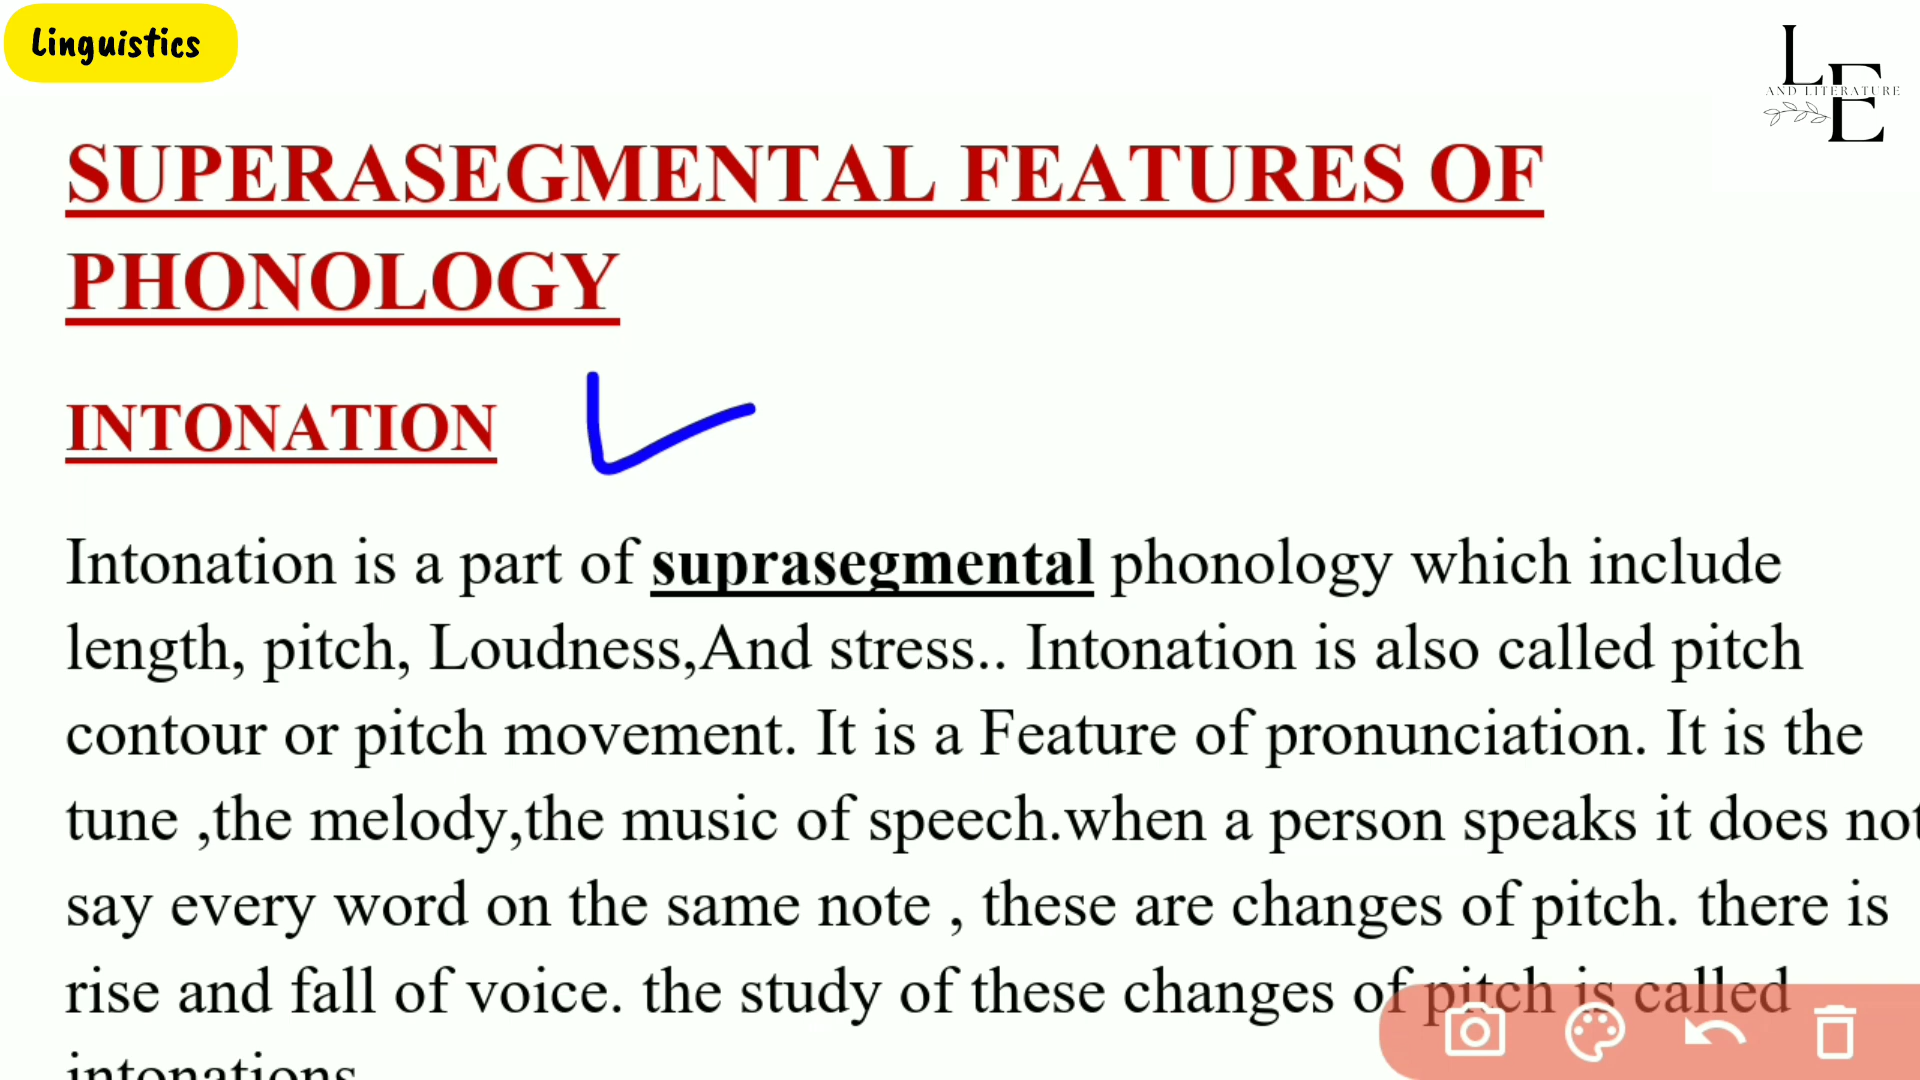 Linguistics
L E
AND LITERATURE
SUPERASEGMENTAL FEATURES OF
PHONOLOGY
INTONATION
Intonation is a part of suprasegmental phonology which include
length, pitch, Loudness,And stress.. Intonation is also called pitch
contour or pitch movement. It is a Feature of pronunciation. It is the
tune ,the melody,the music of speech.when a person speaks it does not
say every word on the same note , these are changes of pitch. there is
rise and fall of voice. the study of these changes of pitch is called
intonations